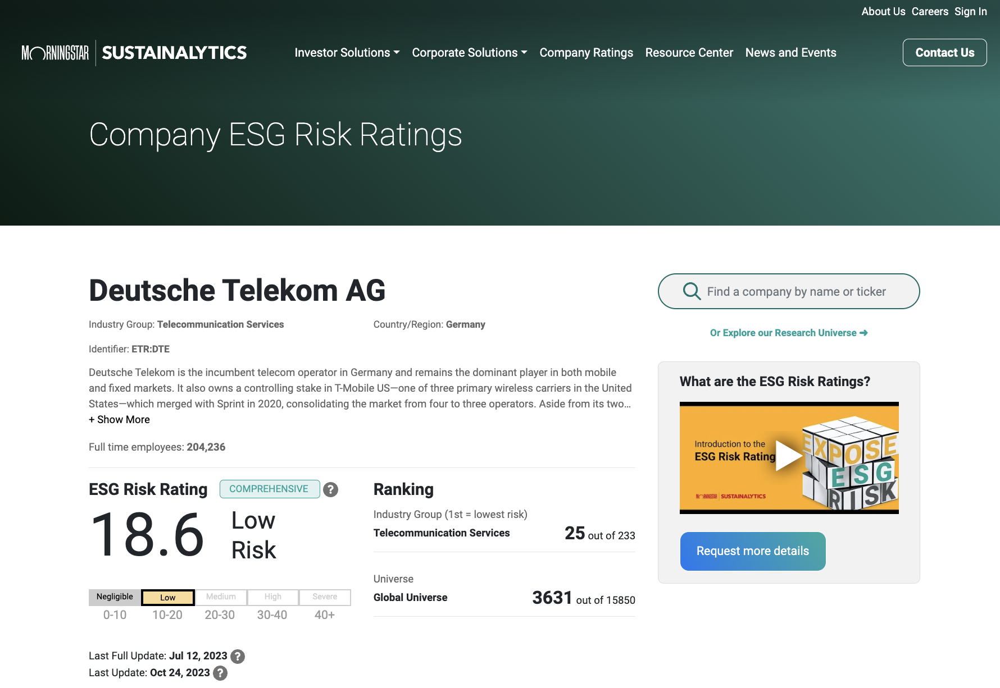 About Us Careers Sign In
MORNINGSTAR | SUSTAINALYTICS
Investor Solutions Corporate Solutions Company Ratings Resource Center News and Events Contact Us
Company ESG Risk Ratings
Deutsche Telekom AG
Industry Group: Telecommunication Services
Country/Region: Germany
Identifier: ETR:DTE
Deutsche Telekom is the incumbent telecom operator in Germany and remains the dominant player in both mobile
and fixed markets. It also owns a controlling stake in T-Mobile US—one of three primary wireless carriers in the United
States—which merged with Sprint in 2020, consolidating the market from four to three operators. Aside from its two...
+ Show More
Full time employees: 204,236
ESG Risk Rating COMPREHENSIVE ?
18.6 Low
Risk
Negligible Low Medium High Severe
0-10 10-20 20-30 30-40 40+
Last Full Update: Jul 12, 2023 ?
Last Update: Oct 24, 2023 ?
Ranking
Industry Group (1st = lowest risk)
Telecommunication Services 25 out of 233
Universe
Global Universe 3631 out of 15850
Find a company by name or ticker
Or Explore our Research Universe ➜
What are the ESG Risk Ratings?
Introduction to the
ESG Risk Rating
MORNINGSTAR | SUSTAINALYTICS
EXPOSE
ESG
RISK
Request more details